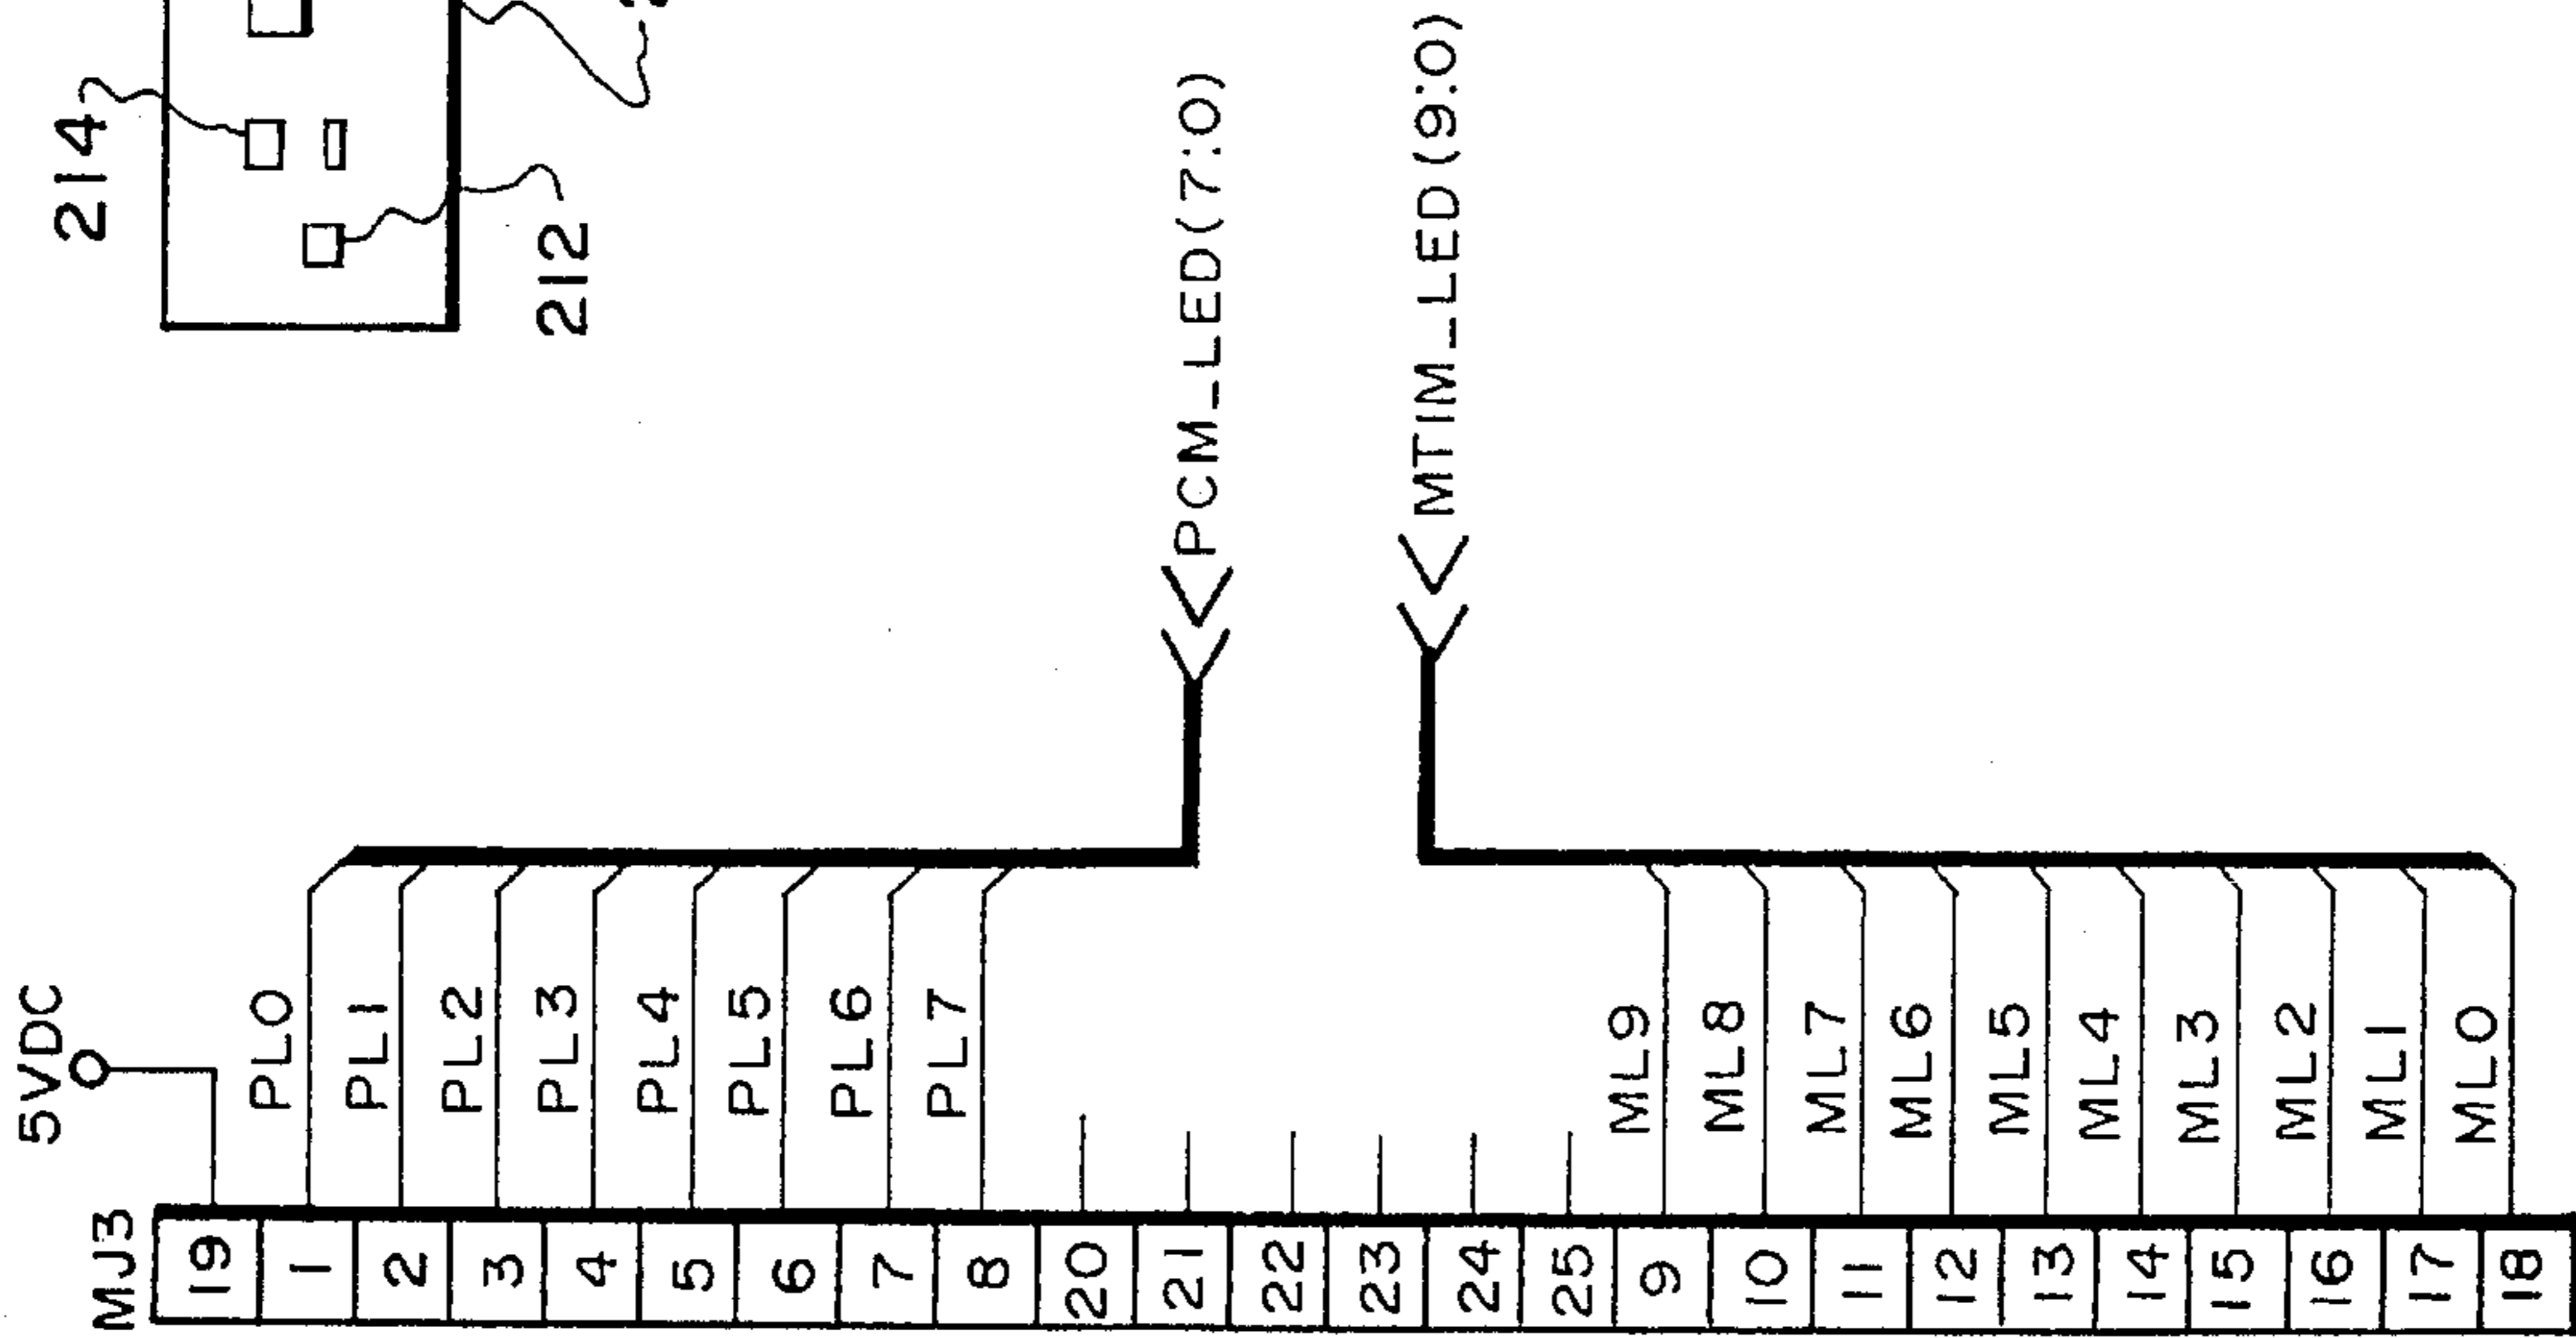 214
212
PCM_LED(7:0)
MTIM_LED(9:0)
5VDC
MJ3
19
1 PL0
2 PL1
3 PL2
4 PL3
5 PL4
6 PL5
7 PL6
8 PL7
20
21
22
23
24
25
9 ML9
10 ML8
11 ML7
12 ML6
13 ML5
14 ML4
15 ML3
16 ML2
17 ML1
18 ML0